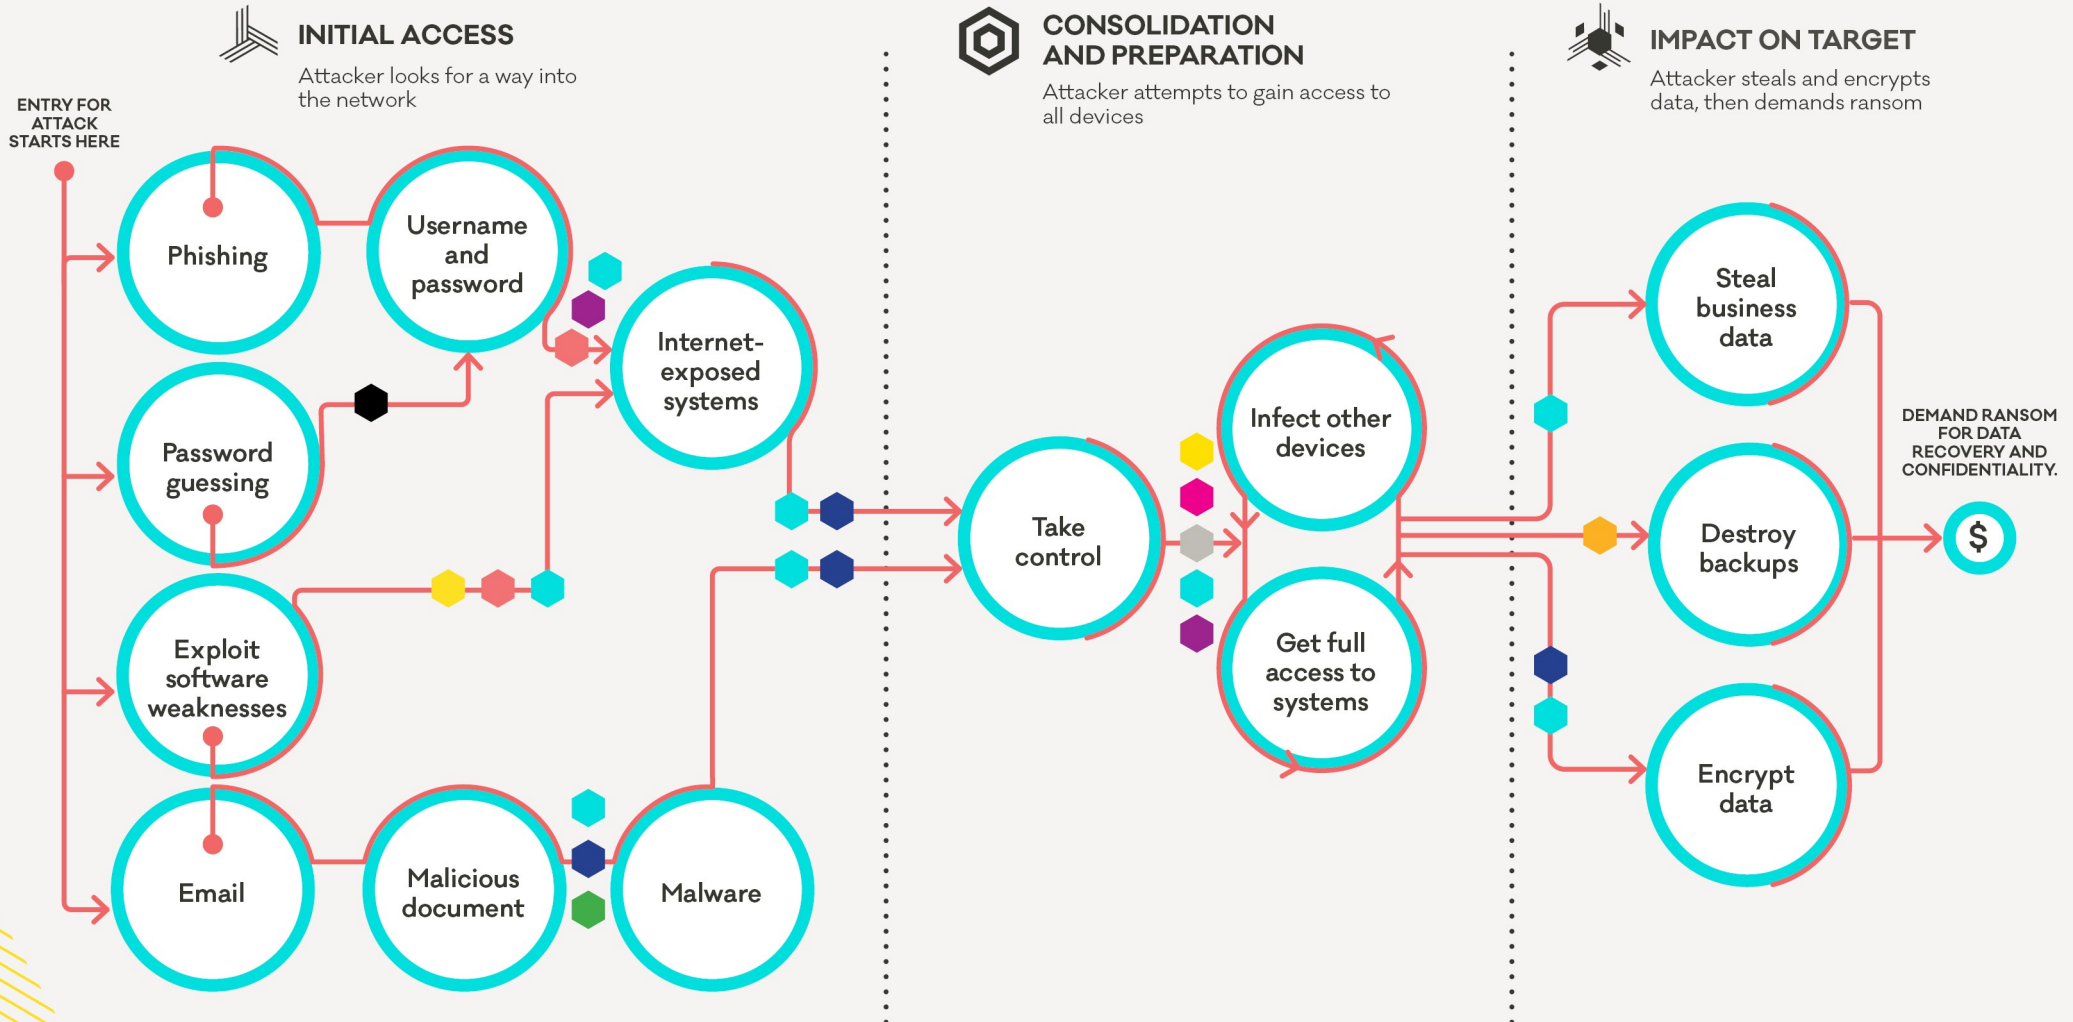 INITIAL ACCESS
Attacker looks for a way into
the network
CONSOLIDATION
AND PREPARATION
Attacker attempts to gain access to
all devices
IMPACT ON TARGET
Attacker steals and encrypts
data, then demands ransom
ENTRY FOR
ATTACK
STARTS HERE
Phishing
Username
and
password
Password
guessing
Internet-
exposed
systems
Exploit
software
weaknesses
Email
Malicious
document
Malware
Take
control
Infect other
devices
Get full
access to
systems
Steal
business
data
Destroy
backups
Encrypt
data
DEMAND RANSOM
FOR DATA
RECOVERY AND
CONFIDENTIALITY.
$